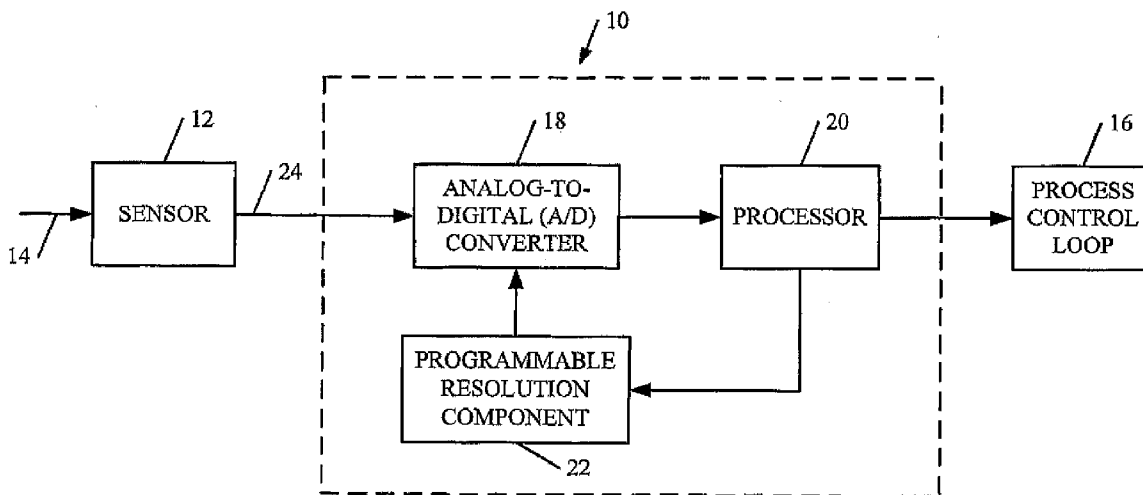 10
12
18
20
16
24
SENSOR
ANALOG-TO-
DIGITAL (A/D)
CONVERTER
PROCESSOR
PROCESS
CONTROL
LOOP
14
PROGRAMMABLE
RESOLUTION
COMPONENT
22